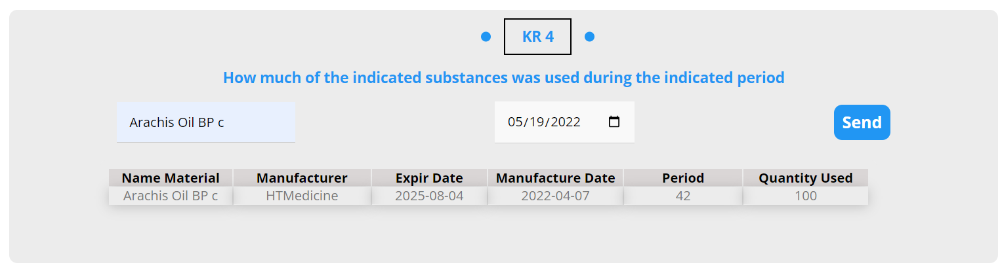 KR 4
How much of the indicated substances was used during the indicated period
Arachis Oil BP c 05/19/2022 Send
Name Material Manufacturer Expir Date Manufacture Date Period Quantity Used
Arachis Oil BP c HTMedicine 2025-08-04 2022-04-07 42 100